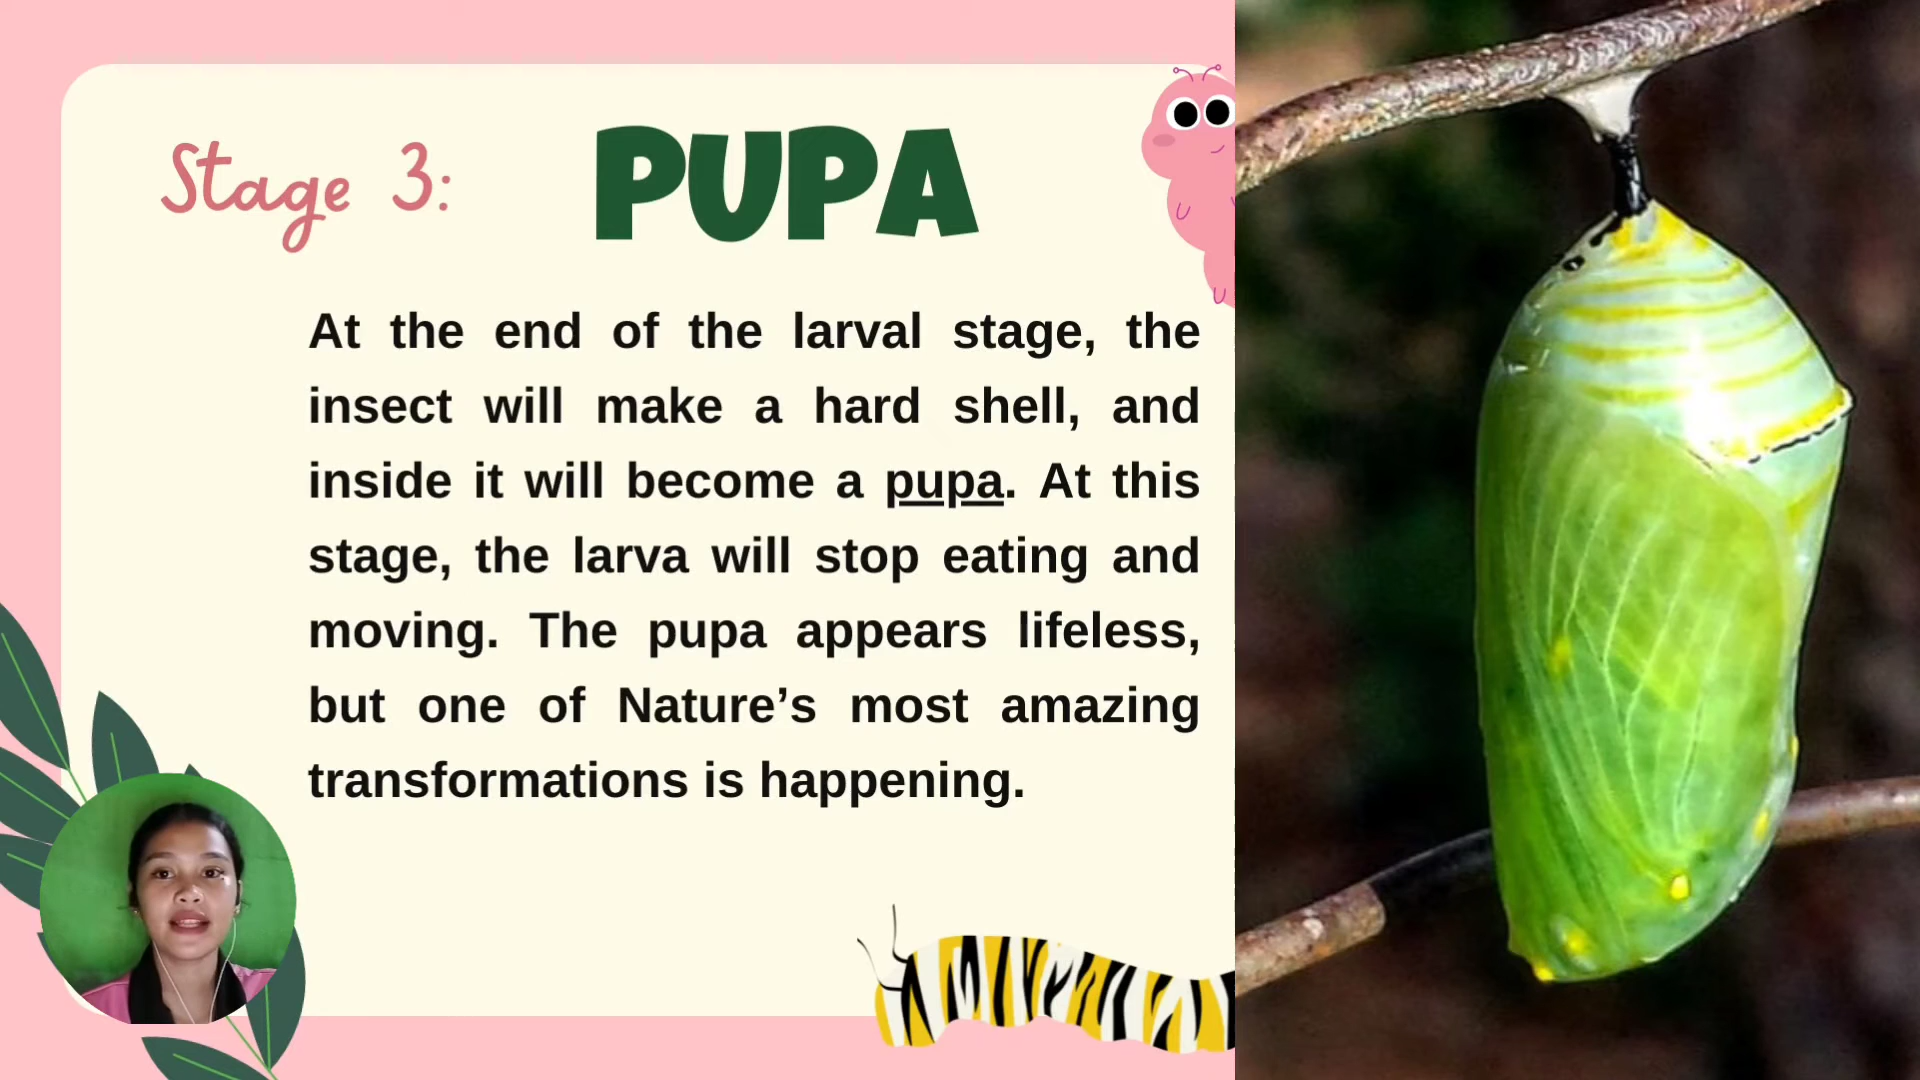 Stage 3: PUPA
At the end of the larval stage, the
insect will make a hard shell, and
inside it will become a pupa. At this
stage, the larva will stop eating and
moving. The pupa appears lifeless,
but one of Nature’s most amazing
transformations is happening.